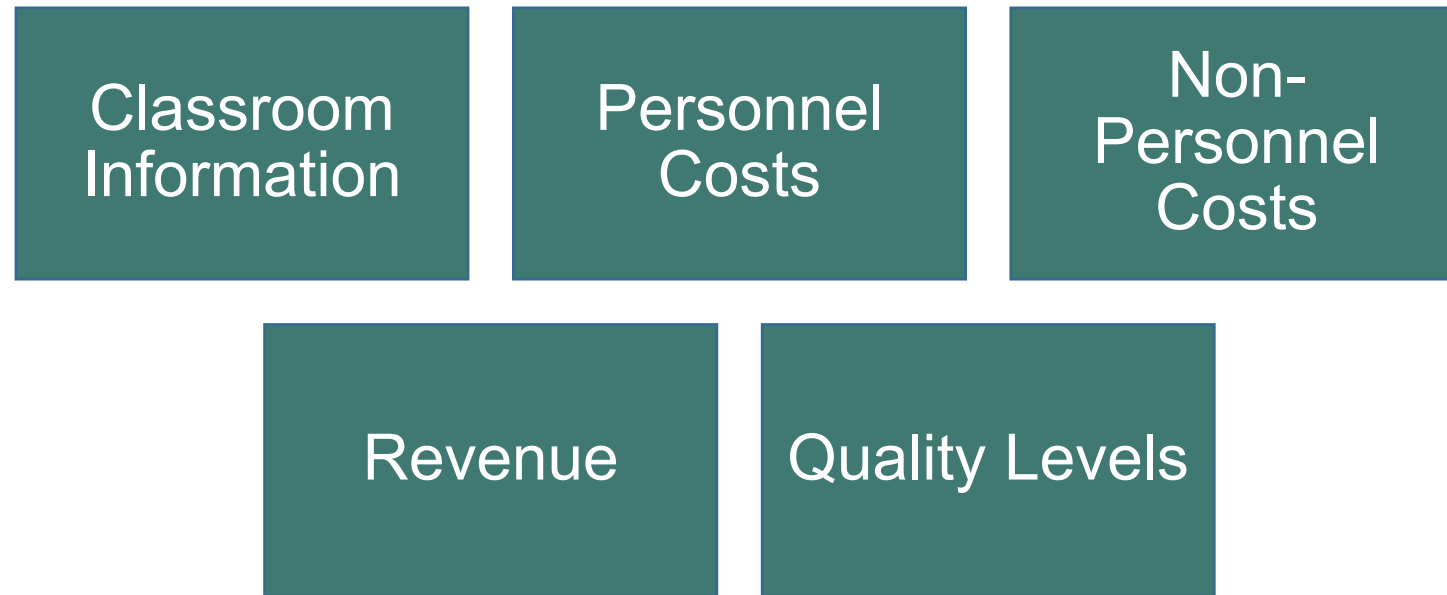 Classroom
Information
Personnel
Costs
Non-
Personnel
Costs
Revenue
Quality Levels